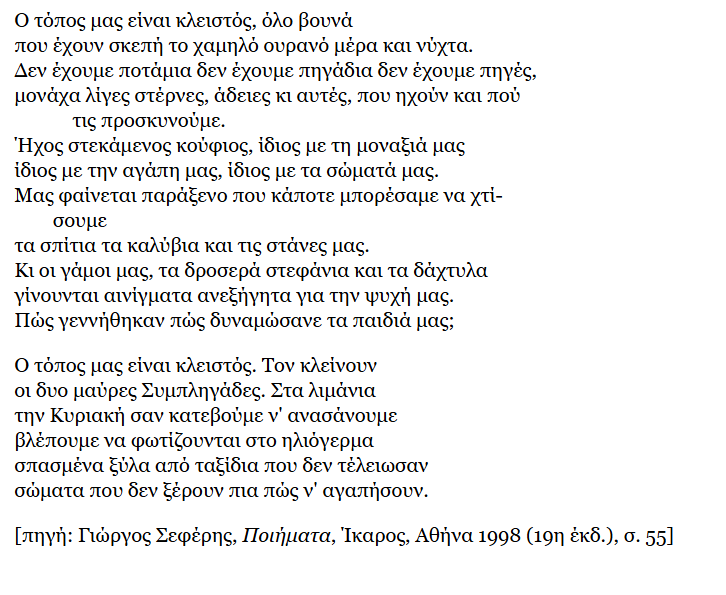 Ο τόπος μας είναι κλειστός, όλο βουνά
που έχουν σκεπή το χαμηλό ουρανό μέρα και νύχτα.
Δεν έχουμε ποτάμια δεν έχουμε πηγάδια δεν έχουμε πηγές,
μονάχα λίγες στέρνες, άδειες κι αυτές, που ηχούν και πού
τις προσκυνούμε.
Ήχος στεκάμενος κούφιος, ίδιος με τη μοναξιά μας
ίδιος με την αγάπη μας, ίδιος με τα σώματά μας.
Μας φαίνεται παράξενο που κάποτε μπορέσαμε να χτί-
σουμε
τα σπίτια τα καλύβια και τις στάνες μας.
Κι οι γάμοι μας, τα δροσερά στεφάνια και τα δάχτυλα
γίνουνται αινίγματα ανεξήγητα για την ψυχή μας.
Πώς γεννήθηκαν πώς δυναμώσανε τα παιδιά μας;
Ο τόπος μας είναι κλειστός. Τον κλείνουν
οι δυο μαύρες Συμπληγάδες. Στα λιμάνια
την Κυριακή σαν κατεβούμε ν' ανασάνουμε
βλέπουμε να φωτίζουνται στο ηλιόγερμα
σπασμένα ξύλα από ταξίδια που δεν τέλειωσαν
σώματα που δεν ξέρουν πια πώς ν' αγαπήσουν.
[πηγή: Γιώργος Σεφέρης, Ποιήματα, Ίκαρος, Αθήνα 1998 (19η έκδ.), σ. 55]